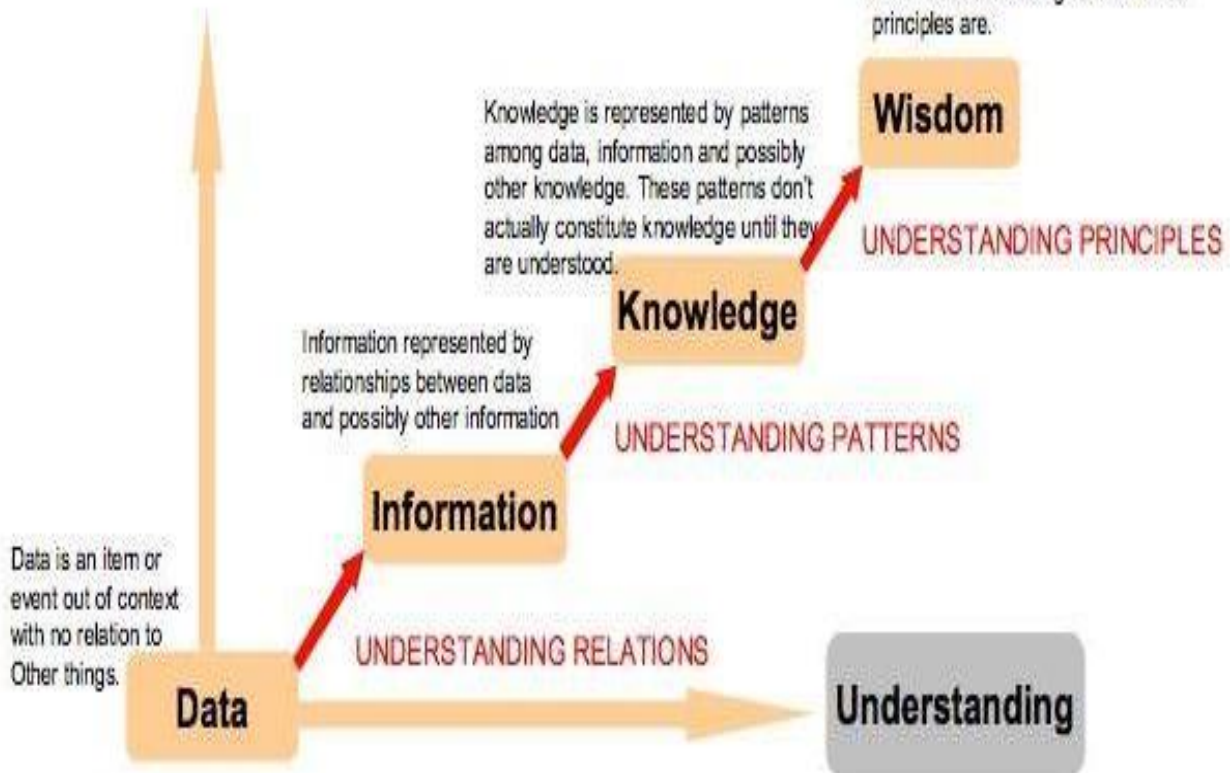 principles are.
Wisdom
Knowledge is represented by patterns
among data, information and possibly
other knowledge. These patterns don't
actually constitute knowledge until they
are understood.
UNDERSTANDING PRINCIPLES
Knowledge
Information represented by
relationships between data
and possibly other information
UNDERSTANDING PATTERNS
Information
Data is an item or
event out of context
with no relation to
Other things.
UNDERSTANDING RELATIONS
Data
Understanding